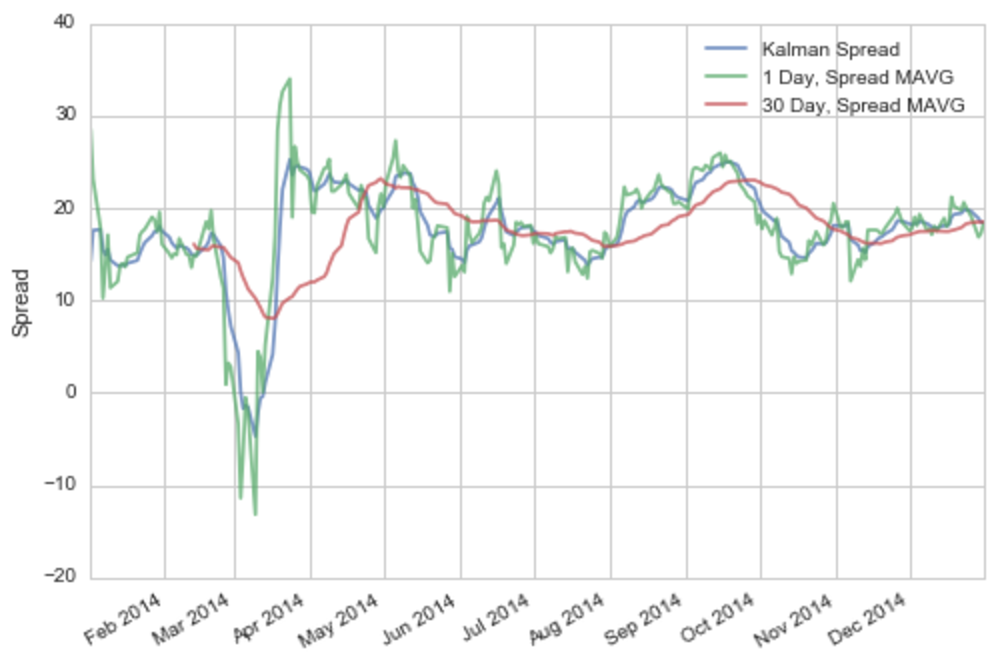 40
30
20
10
0
−10
−20
Spread
Kalman Spread
1 Day, Spread MAVG
30 Day, Spread MAVG
Feb 2014
Mar 2014
Apr 2014
May 2014
Jun 2014
Jul 2014
Aug 2014
Sep 2014
Oct 2014
Nov 2014
Dec 2014